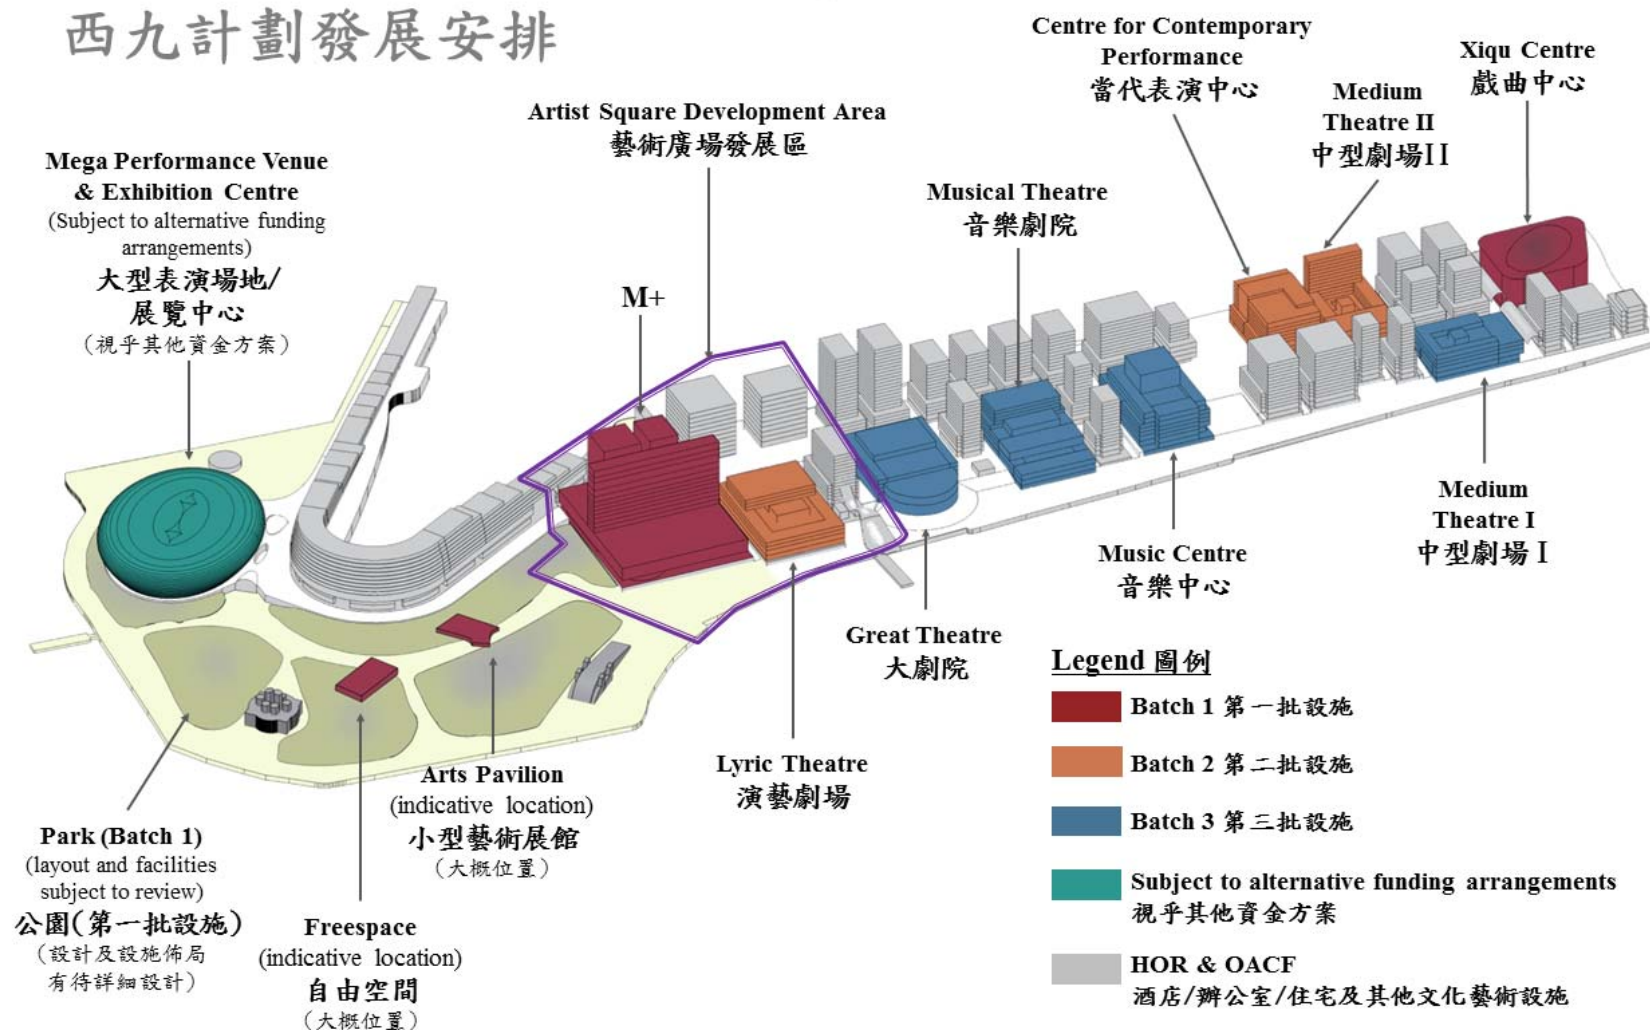 西九計劃發展安排
Centre for Contemporary
Performance
當代表演中心
Xiqu Centre
戲曲中心
Medium
Theatre II
中型劇場II
Artist Square Development Area
藝術廣場發展區
Mega Performance Venue
& Exhibition Centre
(Subject to alternative funding
arrangements)
大型表演場地/
展覽中心
(視乎其他資金方案)
Musical Theatre
音樂劇院
M+
Medium
Theatre I
中型劇場 I
Music Centre
音樂中心
Great Theatre
大劇院
Lyric Theatre
演藝劇場
Arts Pavilion
(indicative location)
小型藝術展館
(大概位置)
Park (Batch 1)
(layout and facilities
subject to review)
公園(第一批設施)
(設計及設施佈局
有待詳細設計)
Freespace
(indicative location)
自由空間
(大概位置)
Legend 圖例
Batch 1 第一批設施
Batch 2 第二批設施
Batch 3 第三批設施
Subject to alternative funding arrangements
視乎其他資金方案
HOR & OACF
酒店/辦公室/住宅及其他文化藝術設施